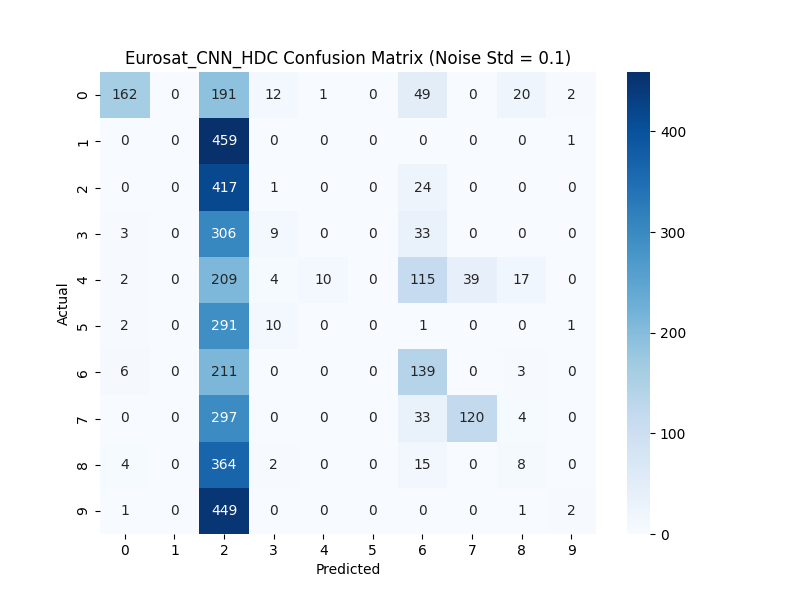 Eurosat_CNN_HDC Confusion Matrix (Noise Std = 0.1)
0 162 0 191 12 1 0 49 0 20 2
1 0 0 459 0 0 0 0 0 0 1
2 0 0 417 1 0 0 24 0 0 0
3 3 0 306 9 0 0 33 0 0 0
4 2 0 209 4 10 0 115 39 17 0
5 2 0 291 10 0 0 1 0 0 1
6 6 0 211 0 0 0 139 0 3 0
7 0 0 297 0 0 0 33 120 4 0
8 4 0 364 2 0 0 15 0 8 0
9 1 0 449 0 0 0 0 0 1 2
0 1 2 3 4 5 6 7 8 9
Predicted
Actual
400
300
200
100
0